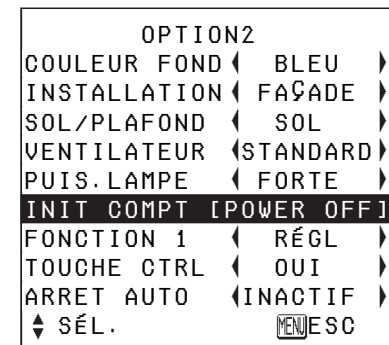 OPTION2
COULEUR FOND BLEU
INSTALLATION FAÇADE
SOL/PLAFOND SOL
VENTILATEUR STANDARD
PUIS.LAMPE FORTE
INIT COMPT [POWER OFF]
FONCTION 1 RÉGL
TOUCHE CTRL OUI
ARRET AUTO INACTIF
SÉL. MENU ESC